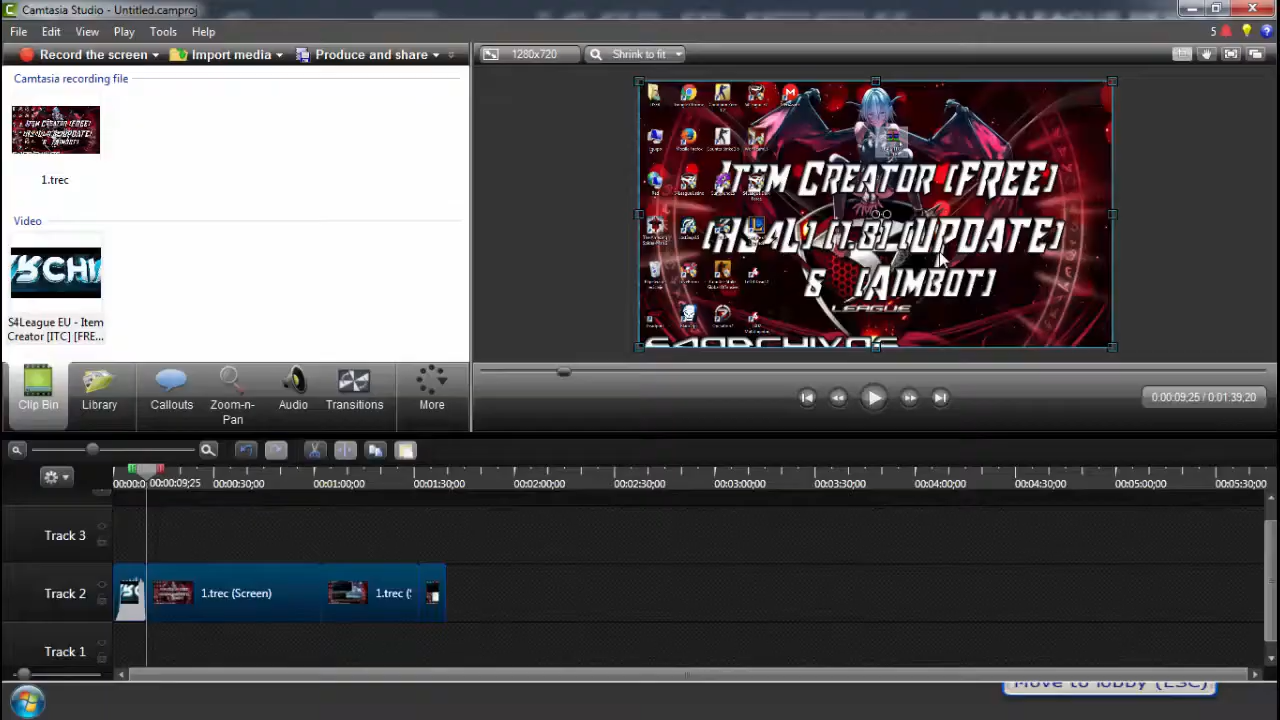 Camtasia Studio - Untitled.camproj
File Edit View Play Tools Help
5
Record the screen Import media Produce and share
1280x720 Shrink to fit
Camtasia recording file
1.trec
Video
S4League EU - Item
Creator [ITC] [FRE...
Item Creator [FREE]
[HS4L] [1.8] [UPDATE]
& [Aimbot]
LEAGUE
Clip Bin
Library
Callouts
Zoom-n-
Pan
Audio
Transitions
More
0:00:09;25 / 0:01:39;20
00:00:0 00:00:09;25 00:00:30;00 00:01:00;00 00:01:30;00 00:02:00;00 00:02:30;00 00:03:00;00 00:03:30;00 00:04:00;00 00:04:30;00 00:05:00;00 00:05:30;00
Track 3
Track 2
1.trec (Screen)
1.trec (
Track 1
Move to lobby (ESC)